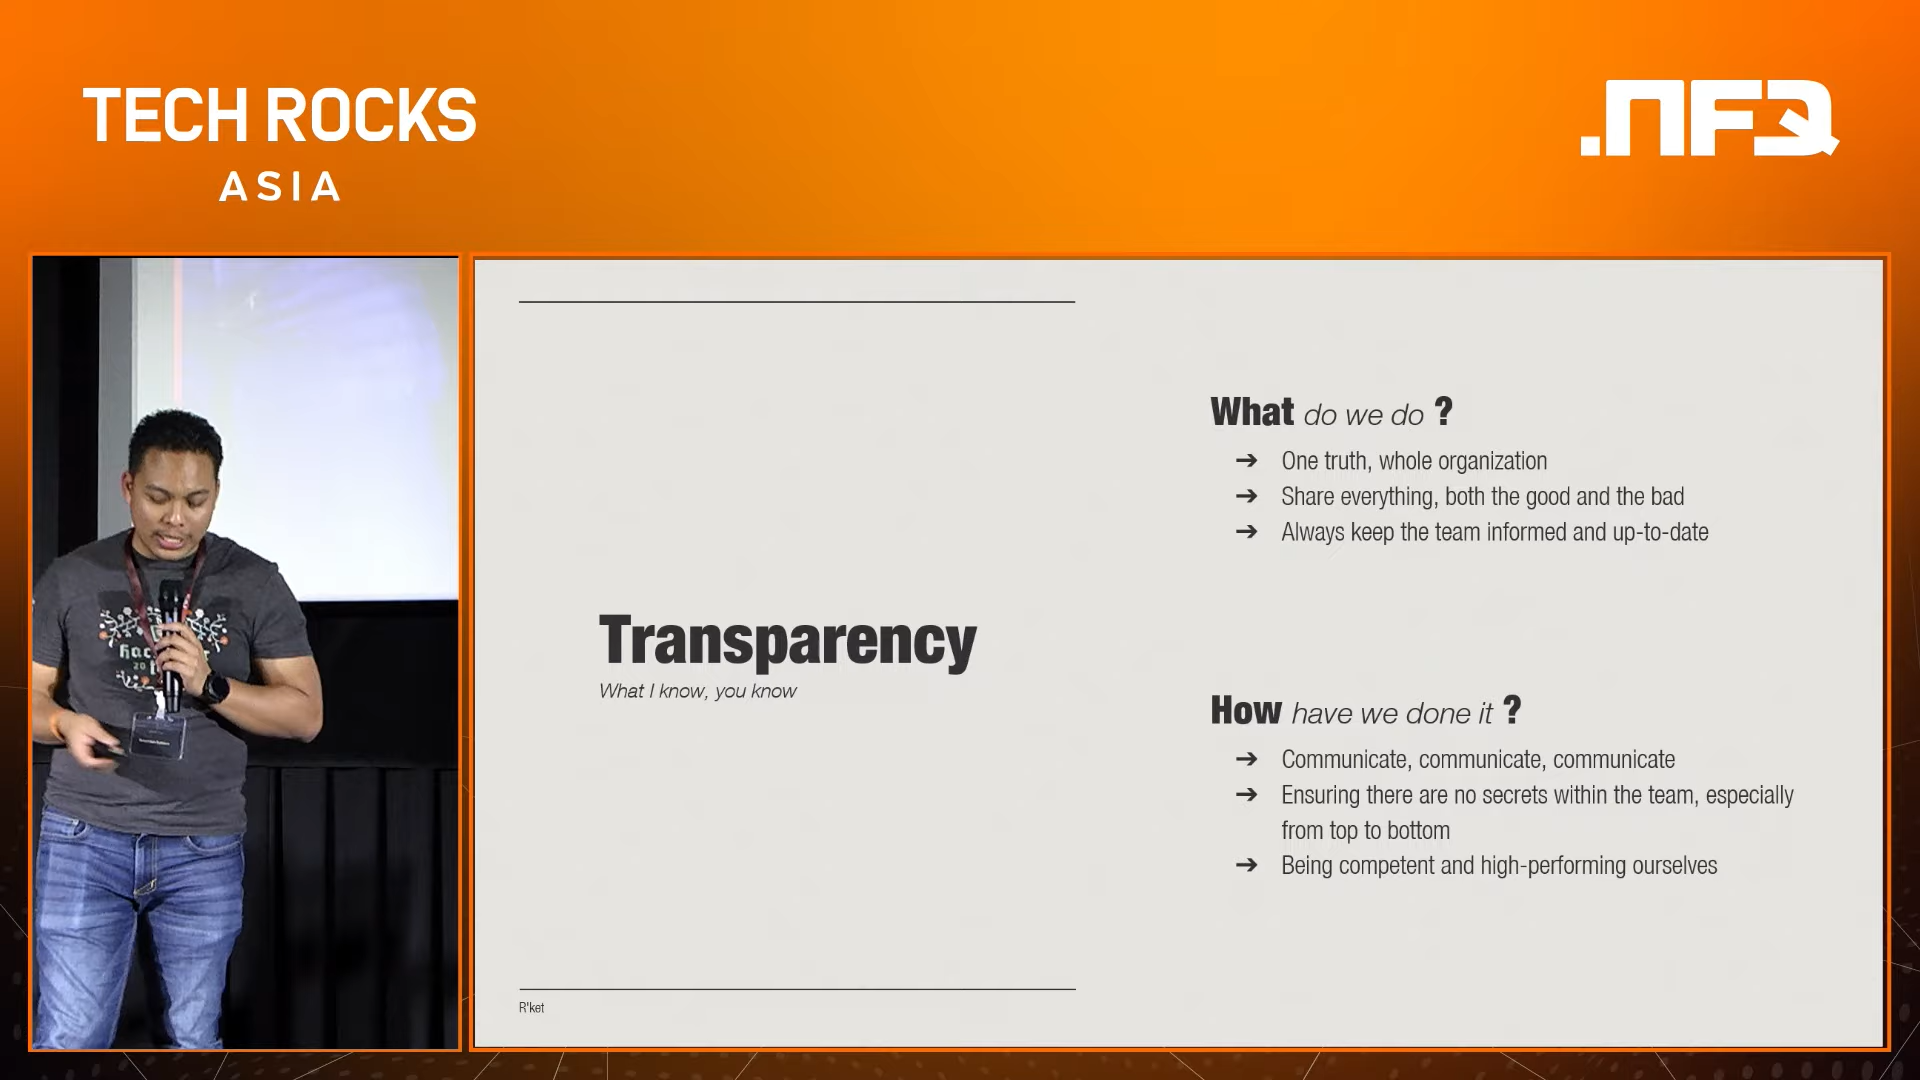 TECH ROCKS
ASIA
.NFQ
Transparency
What I know, you know
R'ket
What do we do ?
➔ One truth, whole organization
➔ Share everything, both the good and the bad
➔ Always keep the team informed and up-to-date
How have we done it ?
➔ Communicate, communicate, communicate
➔ Ensuring there are no secrets within the team, especially
from top to bottom
➔ Being competent and high-performing ourselves